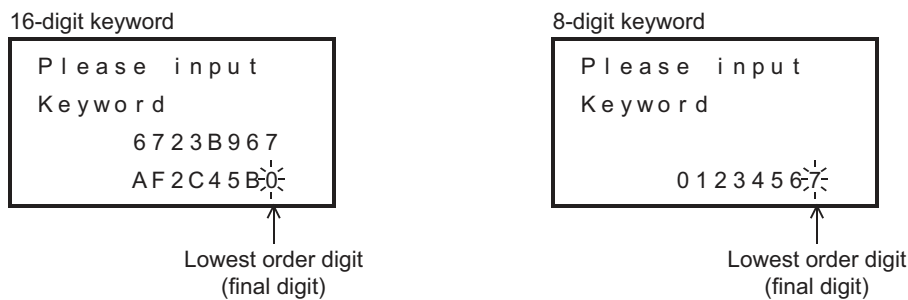 16-digit keyword
Please input
Keyword
6723B967
AF2C45B0
Lowest order digit
(final digit)
8-digit keyword
Please input
Keyword
01234567
Lowest order digit
(final digit)